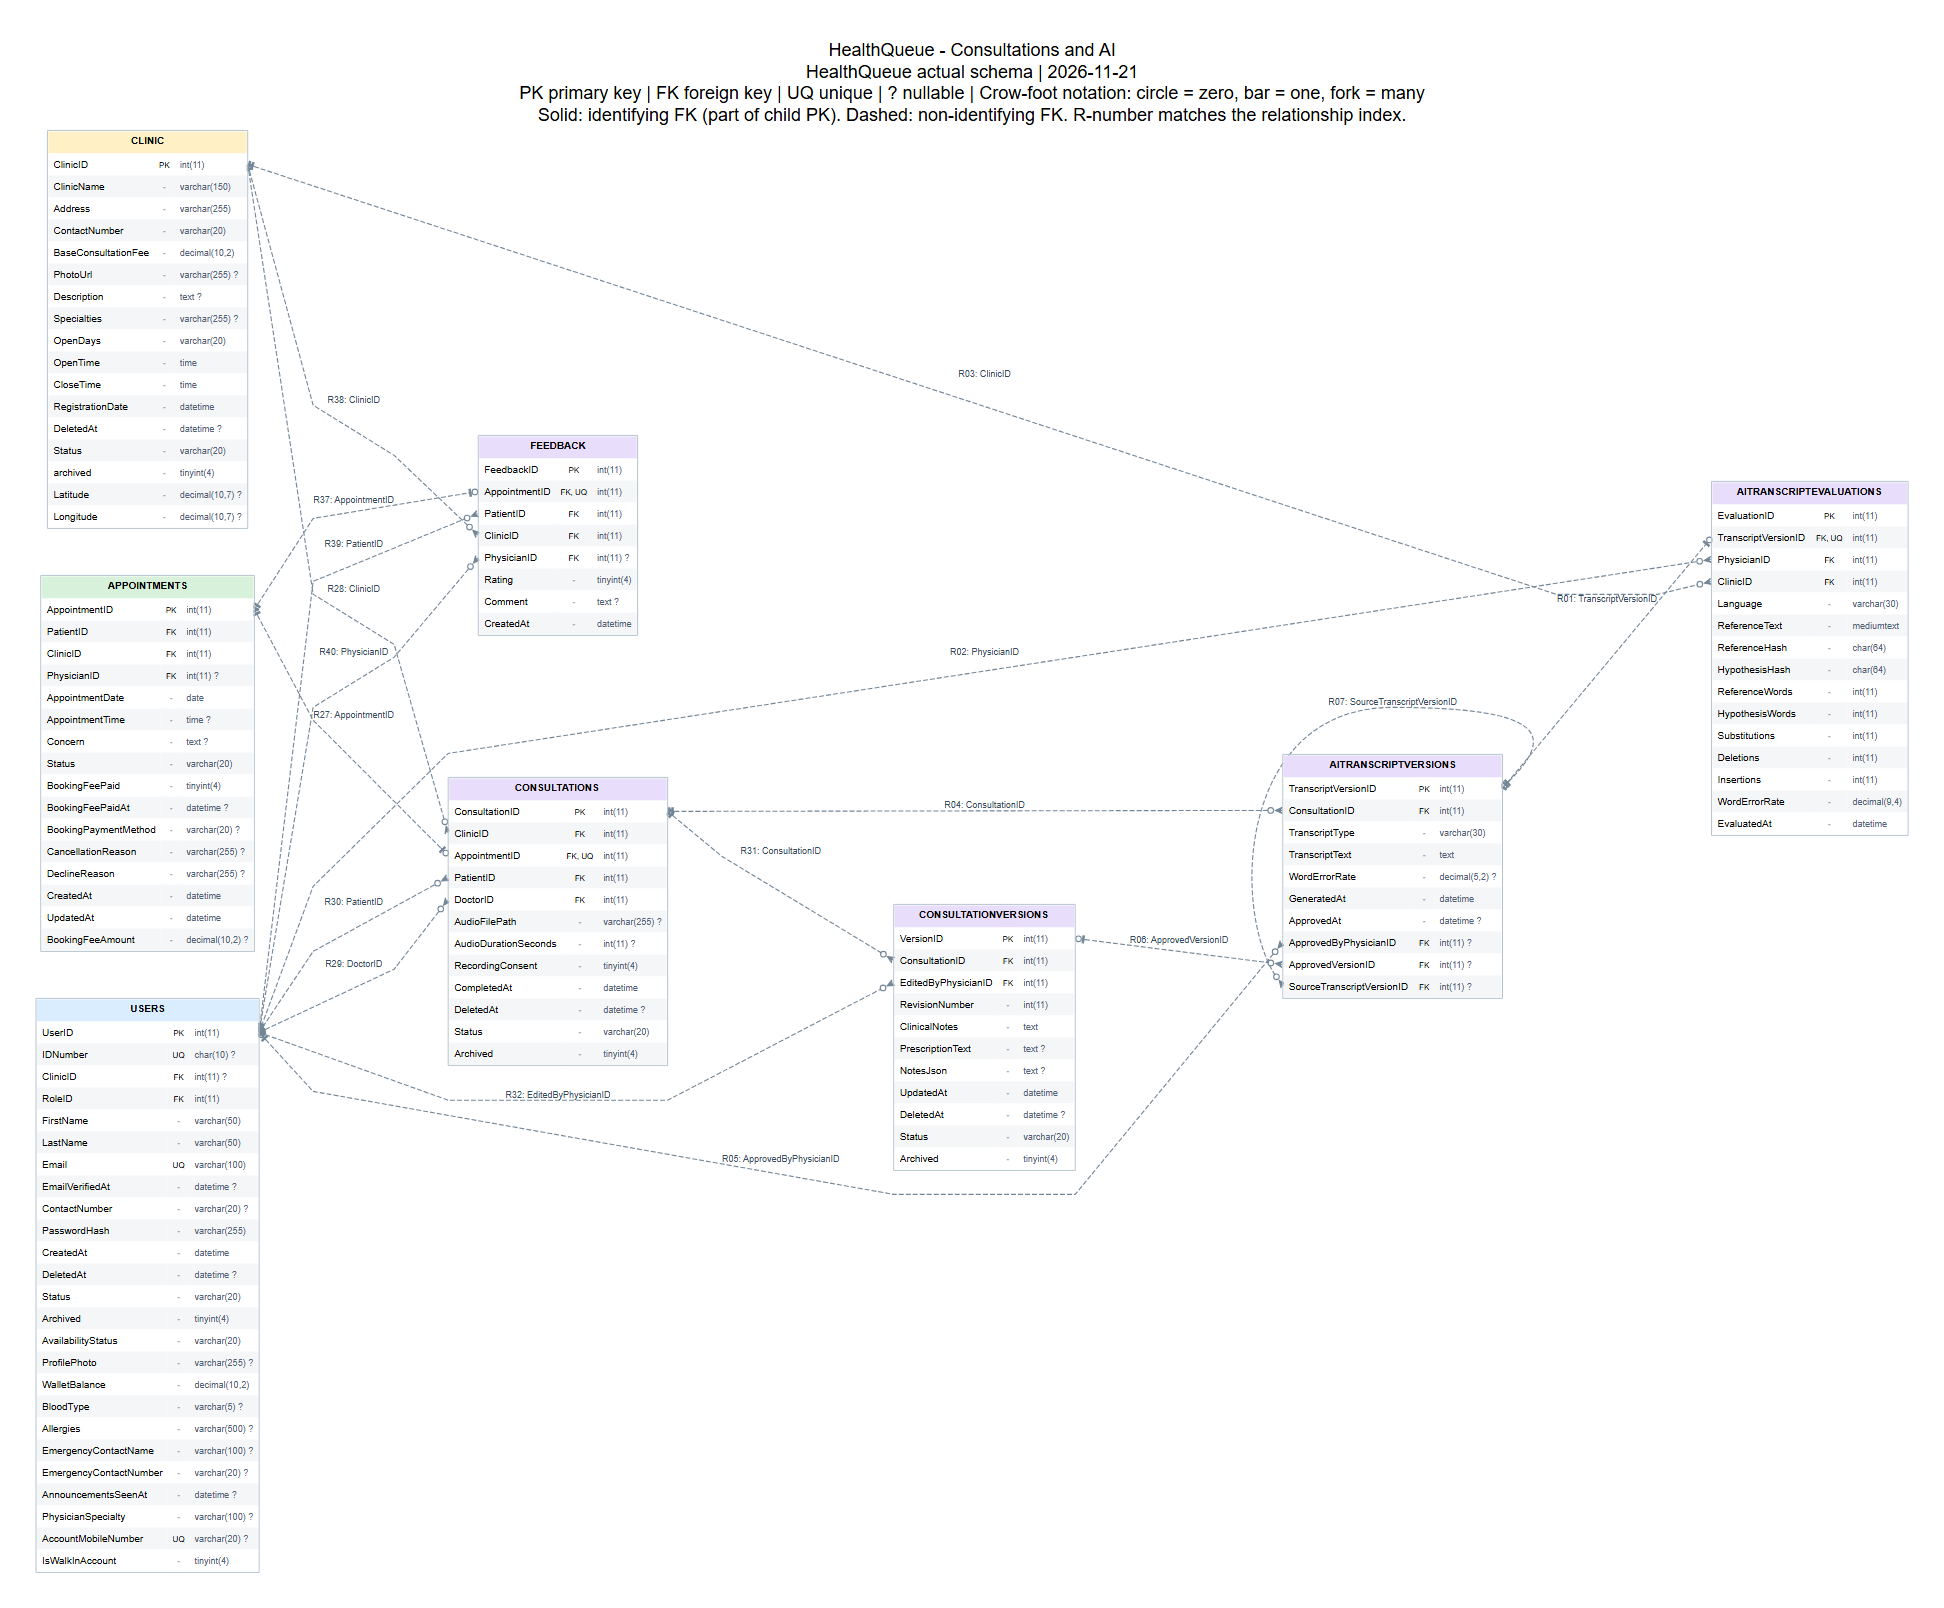 HealthQueue - Consultations and AI
HealthQueue actual schema | 2026-11-21
PK primary key | FK foreign key | UQ unique | ? nullable | Crow-foot notation: circle = zero, bar = one, fork = many
Solid: identifying FK (part of child PK). Dashed: non-identifying FK. R-number matches the relationship index.
CLINIC
ClinicID PK int(11)
ClinicName - varchar(150)
Address - varchar(255)
ContactNumber - varchar(20)
BaseConsultationFee - decimal(10,2)
PhotoUrl - varchar(255) ?
Description - text ?
Specialties - varchar(255) ?
OpenDays - varchar(20)
OpenTime - time
CloseTime - time
RegistrationDate - datetime
DeletedAt - datetime ?
Status - varchar(20)
archived - tinyint(4)
Latitude - decimal(10,7) ?
Longitude - decimal(10,7) ?
APPOINTMENTS
AppointmentID PK int(11)
PatientID FK int(11)
ClinicID FK int(11)
PhysicianID FK int(11) ?
AppointmentDate - date
AppointmentTime - time ?
Concern - text ?
Status - varchar(20)
BookingFeePaid - tinyint(4)
BookingFeePaidAt - datetime ?
BookingPaymentMethod - varchar(20) ?
CancellationReason - varchar(255) ?
DeclineReason - varchar(255) ?
CreatedAt - datetime
UpdatedAt - datetime
BookingFeeAmount - decimal(10,2) ?
USERS
UserID PK int(11)
IDNumber UQ char(10) ?
ClinicID FK int(11) ?
RoleID FK int(11)
FirstName - varchar(50)
LastName - varchar(50)
Email UQ varchar(100)
EmailVerifiedAt - datetime ?
ContactNumber - varchar(20) ?
PasswordHash - varchar(255)
CreatedAt - datetime
DeletedAt - datetime ?
Status - varchar(20)
Archived - tinyint(4)
AvailabilityStatus - varchar(20)
ProfilePhoto - varchar(255) ?
WalletBalance - decimal(10,2)
BloodType - varchar(5) ?
Allergies - varchar(500) ?
EmergencyContactName - varchar(100) ?
EmergencyContactNumber - varchar(20) ?
AnnouncementsSeenAt - datetime ?
PhysicianSpecialty - varchar(100) ?
AccountMobileNumber UQ varchar(20) ?
IsWalkInAccount - tinyint(4)
R38: ClinicID
R37: AppointmentID
R39: PatientID
R28: ClinicID
R40: PhysicianID
R27: AppointmentID
R30: PatientID
R29: DoctorID
FEEDBACK
FeedbackID PK int(11)
AppointmentID FK, UQ int(11)
PatientID FK int(11)
ClinicID FK int(11)
PhysicianID FK int(11) ?
Rating - tinyint(4)
Comment - text ?
CreatedAt - datetime
CONSULTATIONS
ConsultationID PK int(11)
ClinicID FK int(11)
AppointmentID FK, UQ int(11)
PatientID FK int(11)
DoctorID FK int(11)
AudioFilePath - varchar(255) ?
AudioDurationSeconds - int(11) ?
RecordingConsent - tinyint(4)
CompletedAt - datetime
DeletedAt - datetime ?
Status - varchar(20)
Archived - tinyint(4)
R32: EditedByPhysicianID
R05: ApprovedByPhysicianID
R31: ConsultationID
R03: ClinicID
R02: PhysicianID
R04: ConsultationID
CONSULTATIONVERSIONS
VersionID PK int(11)
ConsultationID FK int(11)
EditedByPhysicianID FK int(11)
RevisionNumber - int(11)
ClinicalNotes - text
PrescriptionText - text ?
NotesJson - text ?
UpdatedAt - datetime
DeletedAt - datetime ?
Status - varchar(20)
Archived - tinyint(4)
R06: ApprovedVersionID
R07: SourceTranscriptVersionID
AITRANSCRIPTVERSIONS
TranscriptVersionID PK int(11)
ConsultationID FK int(11)
TranscriptType - varchar(30)
TranscriptText - text
WordErrorRate - decimal(5,2) ?
GeneratedAt - datetime
ApprovedAt - datetime ?
ApprovedByPhysicianID FK int(11) ?
ApprovedVersionID FK int(11) ?
SourceTranscriptVersionID FK int(11) ?
R01: TranscriptVersionID
AITRANSCRIPTEVALUATIONS
EvaluationID PK int(11)
TranscriptVersionID FK, UQ int(11)
PhysicianID FK int(11)
ClinicID FK int(11)
Language - varchar(30)
ReferenceText - mediumtext
ReferenceHash - char(64)
HypothesisHash - char(64)
ReferenceWords - int(11)
HypothesisWords - int(11)
Substitutions - int(11)
Deletions - int(11)
Insertions - int(11)
WordErrorRate - decimal(9,4)
EvaluatedAt - datetime